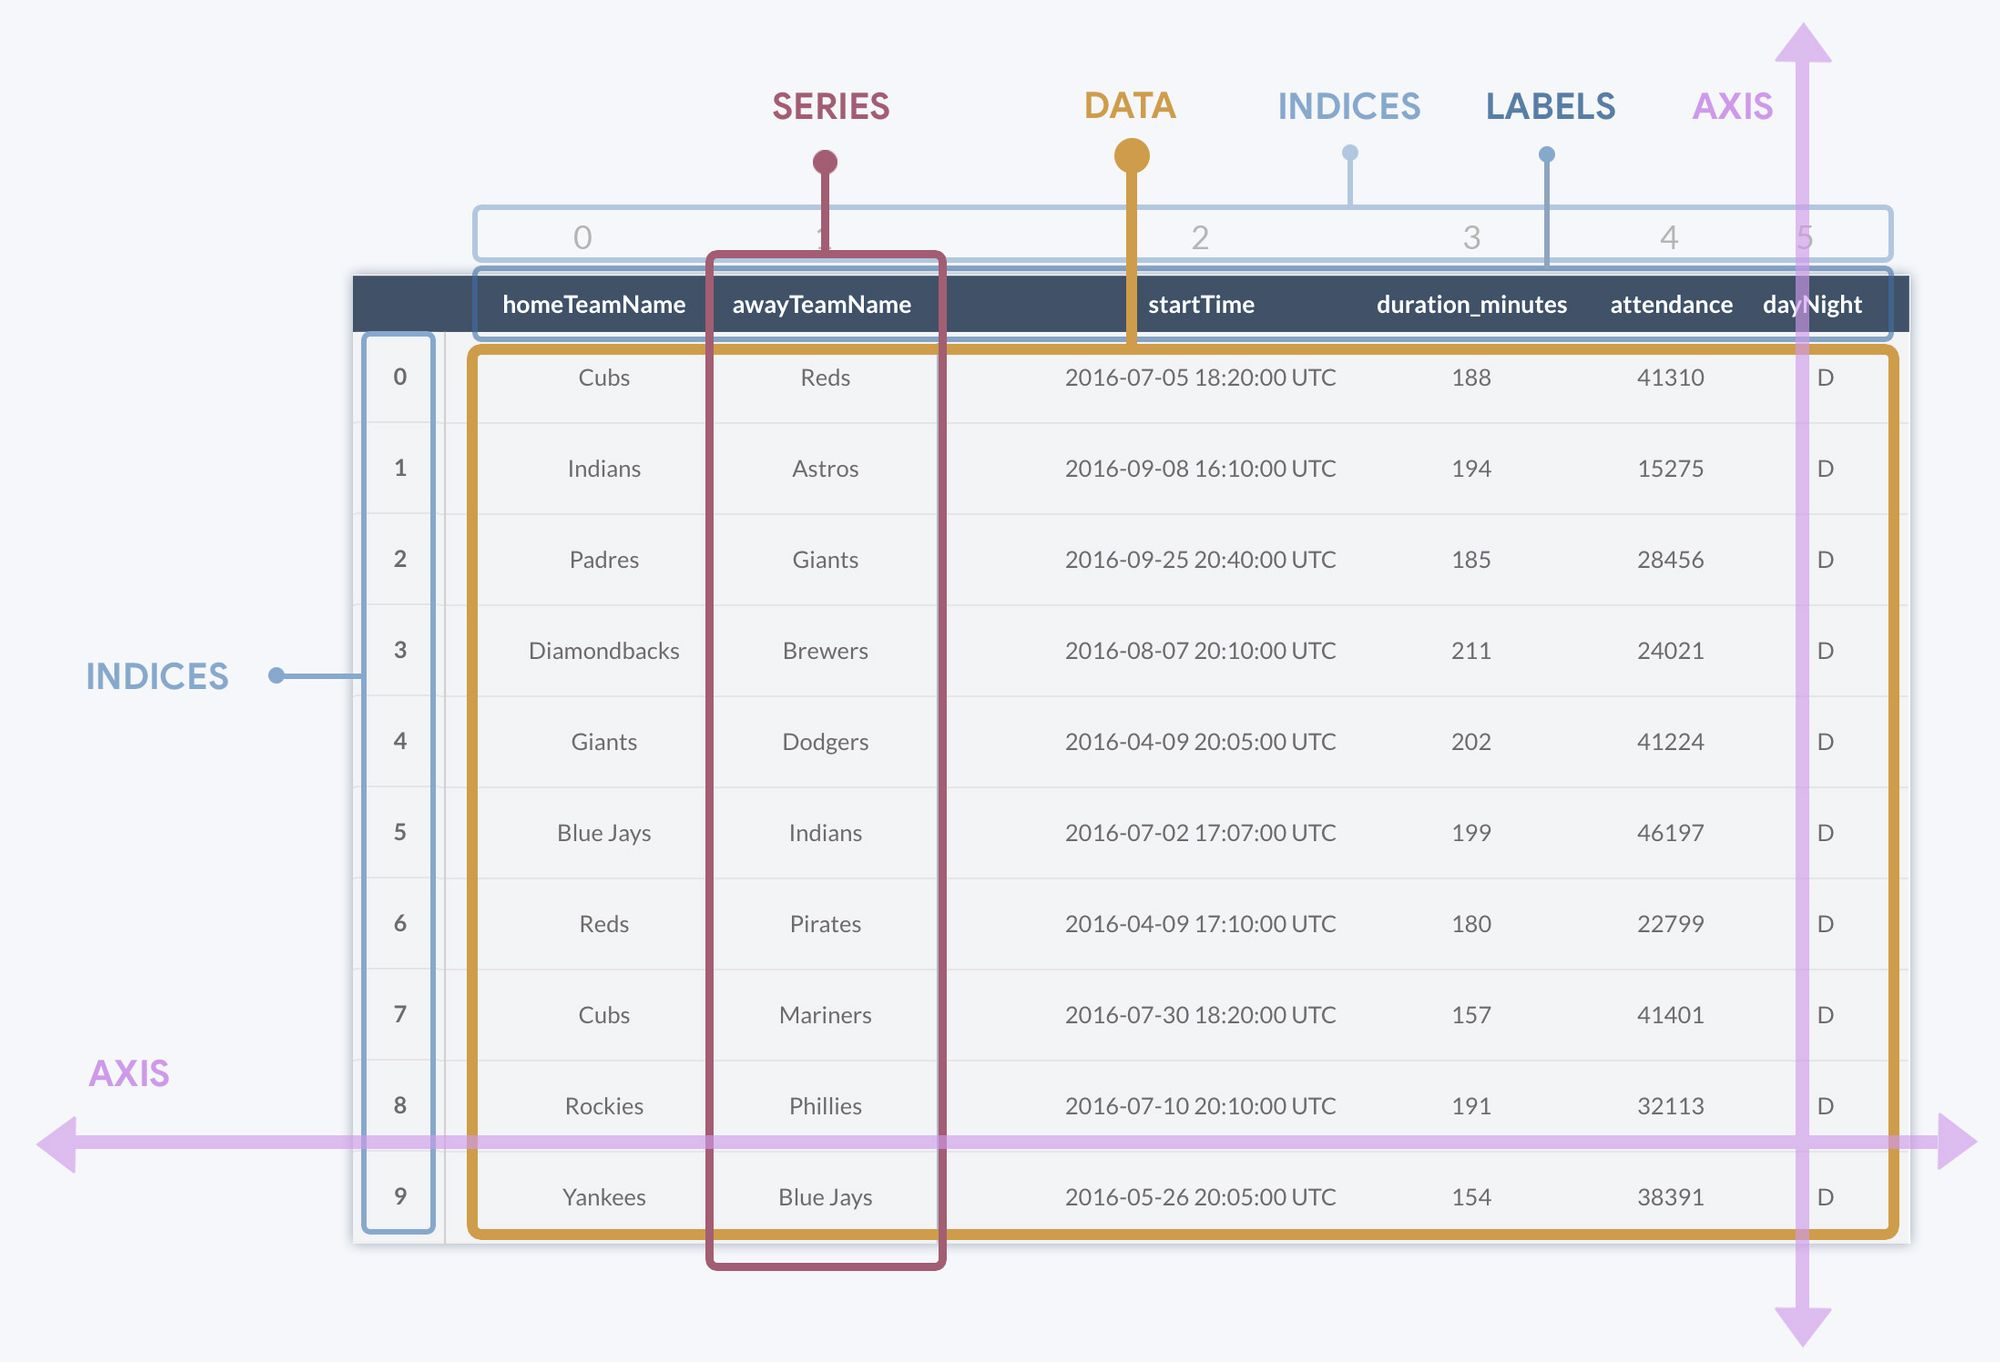 SERIES DATA INDICES LABELS AXIS
0 1 2 3 4 5
homeTeamName awayTeamName startTime duration_minutes attendance dayNight
0 Cubs Reds 2016-07-05 18:20:00 UTC 188 41310 D
1 Indians Astros 2016-09-08 16:10:00 UTC 194 15275 D
2 Padres Giants 2016-09-25 20:40:00 UTC 185 28456 D
3 Diamondbacks Brewers 2016-08-07 20:10:00 UTC 211 24021 D
INDICES
4 Giants Dodgers 2016-04-09 20:05:00 UTC 202 41224 D
5 Blue Jays Indians 2016-07-02 17:07:00 UTC 199 46197 D
6 Reds Pirates 2016-04-09 17:10:00 UTC 180 22799 D
7 Cubs Mariners 2016-07-30 18:20:00 UTC 157 41401 D
AXIS
8 Rockies Phillies 2016-07-10 20:10:00 UTC 191 32113 D
9 Yankees Blue Jays 2016-05-26 20:05:00 UTC 154 38391 D